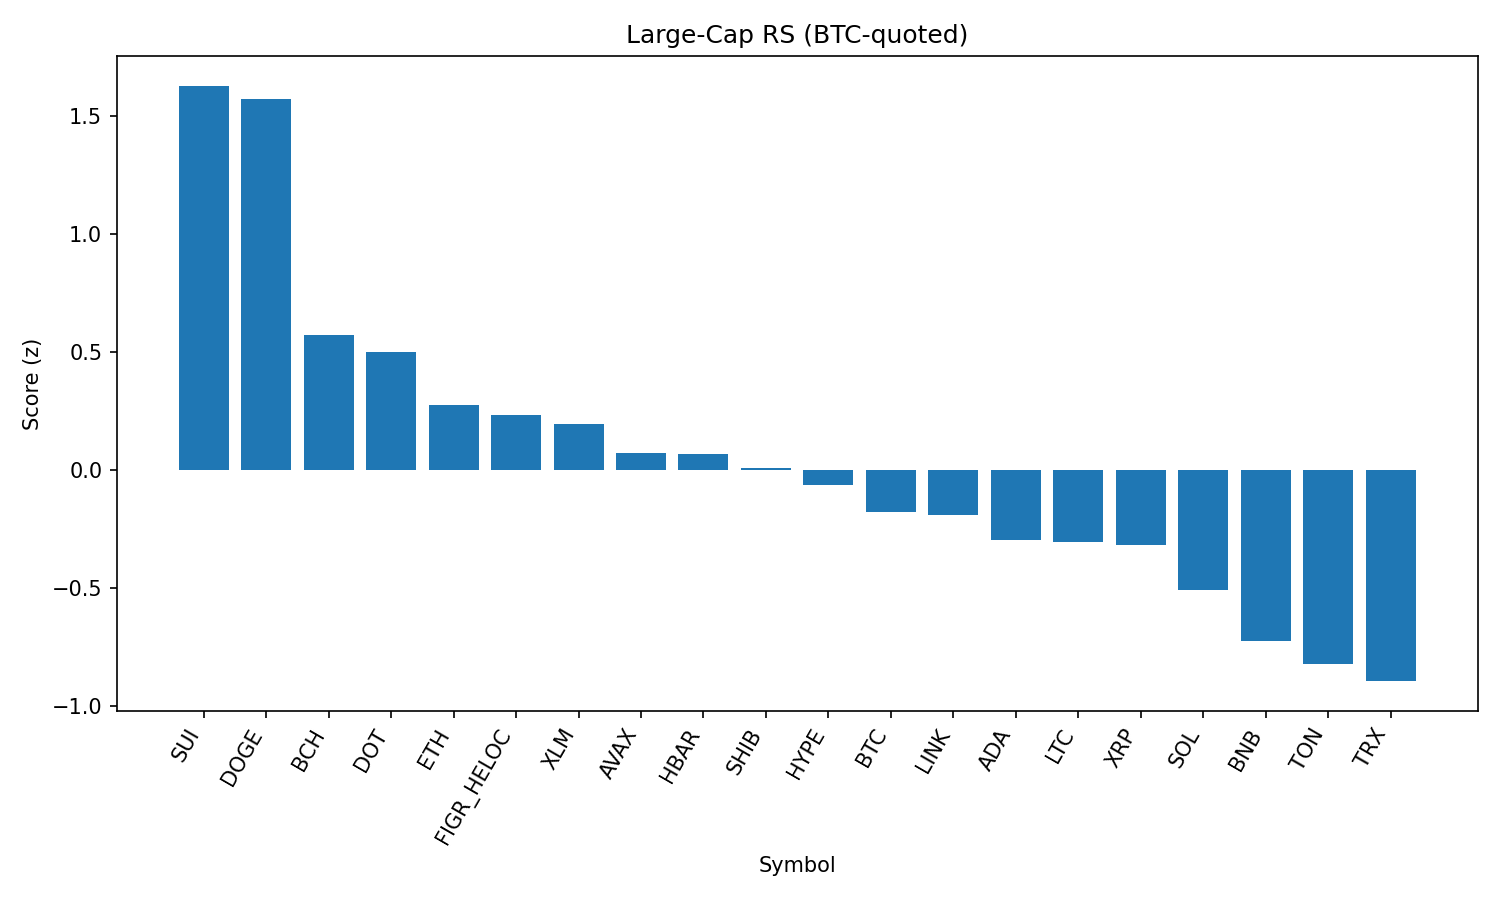 Large-Cap RS (BTC-quoted)
Score (z)
1.5
1.0
0.5
0.0
−0.5
−1.0
SUI
DOGE
BCH
DOT
ETH
FIGR_HELOC
XLM
AVAX
HBAR
SHIB
HYPE
BTC
LINK
ADA
LTC
XRP
SOL
BNB
TON
TRX
Symbol